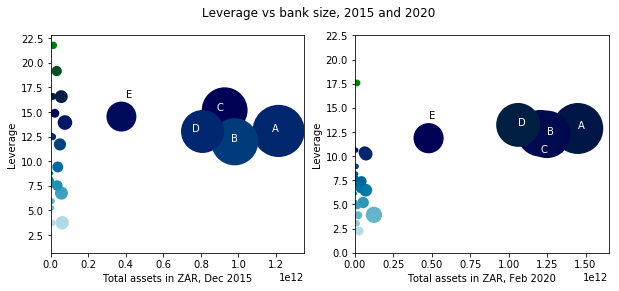 Leverage vs bank size, 2015 and 2020
22.5
20.0
17.5
15.0
12.5
10.0
7.5
5.0
2.5
Leverage
E
C
D
B
A
0.0 0.2 0.4 0.6 0.8 1.0 1.2
1e12
Total assets in ZAR, Dec 2015
22.5
20.0
17.5
15.0
12.5
10.0
7.5
5.0
2.5
0.0
Leverage
E
D
B
A
C
0.00 0.25 0.50 0.75 1.00 1.25 1.50
1e12
Total assets in ZAR, Feb 2020